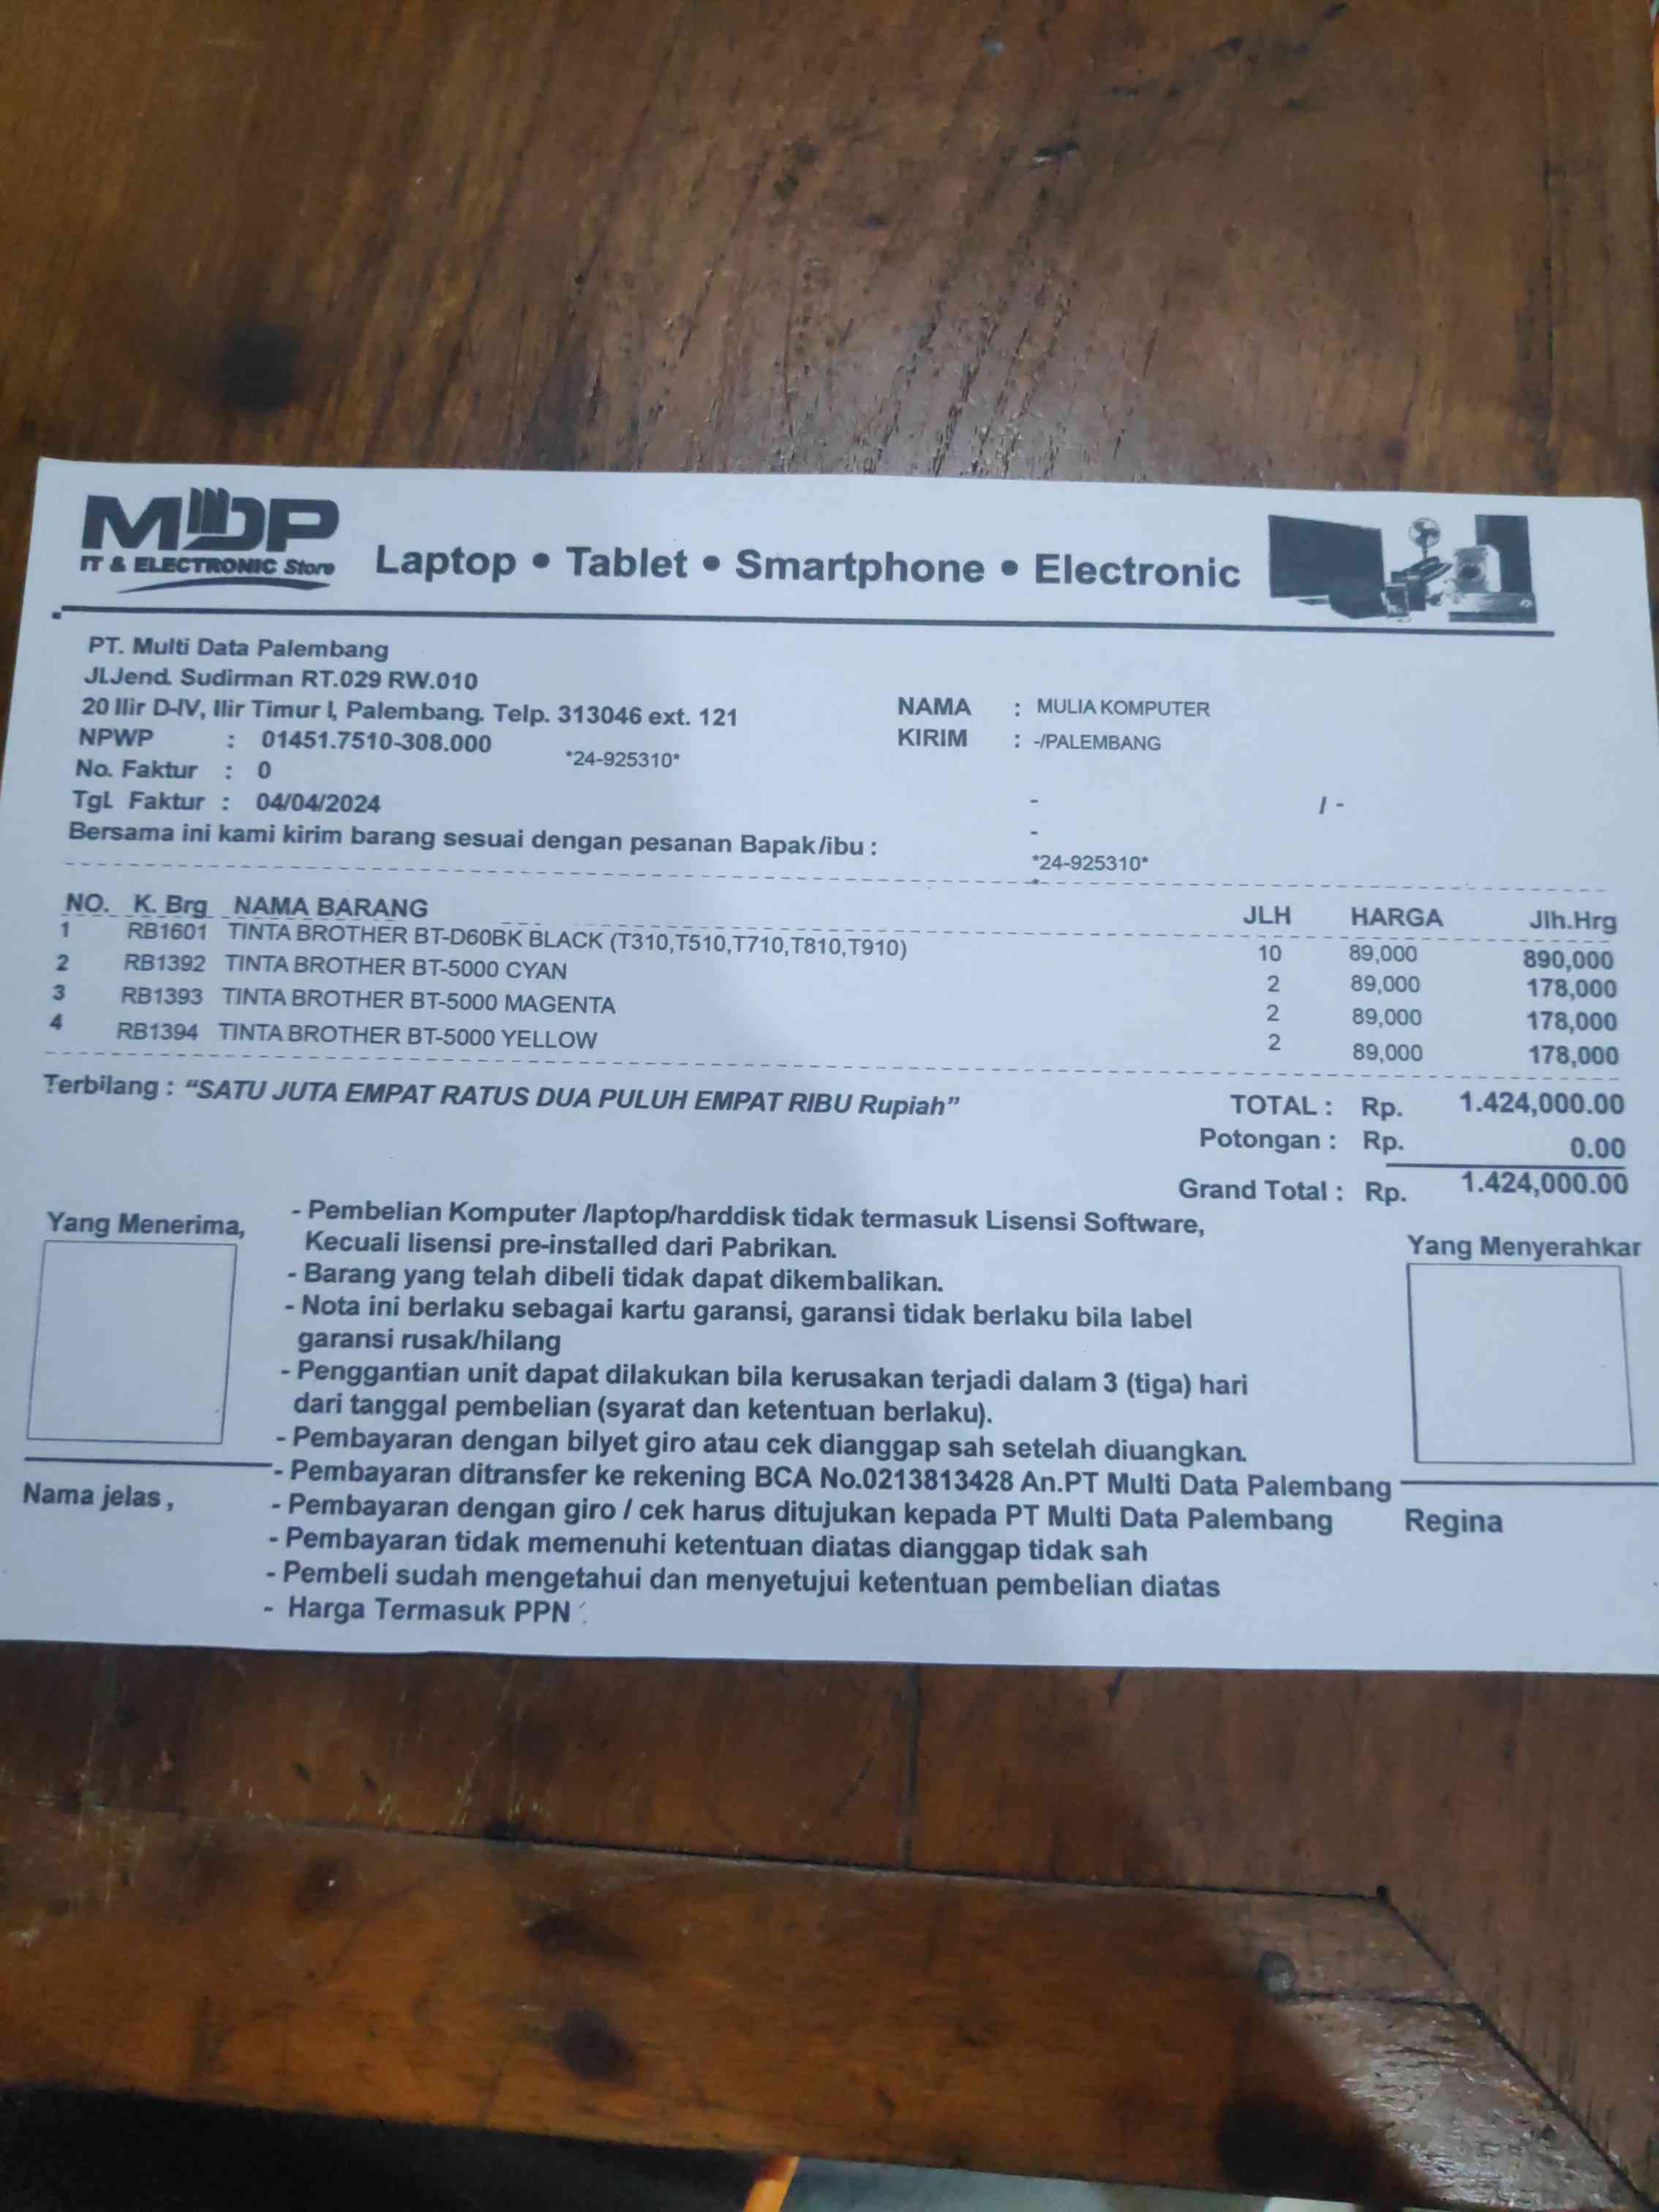 MDP
IT & ELECTRONIC Store
Laptop • Tablet • Smartphone • Electronic
PT. Multi Data Palembang
Jl.Jend. Sudirman RT.029 RW.010
20 Ilir D-IV, Ilir Timur I, Palembang. Telp. 313046 ext. 121
NPWP : 01451.7510-308.000
*24-925310*
No. Faktur : 0
Tgl. Faktur : 04/04/2024
Bersama ini kami kirim barang sesuai dengan pesanan Bapak/ibu :
NAMA : MULIA KOMPUTER
KIRIM : -/PALEMBANG
- / -
-
*24-925310*
NO. K. Brg NAMA BARANG JLH HARGA Jlh.Hrg
1 RB1601 TINTA BROTHER BT-D60BK BLACK (T310,T510,T710,T810,T910) 10 89,000 890,000
2 RB1392 TINTA BROTHER BT-5000 CYAN 2 89,000 178,000
3 RB1393 TINTA BROTHER BT-5000 MAGENTA 2 89,000 178,000
4 RB1394 TINTA BROTHER BT-5000 YELLOW 2 89,000 178,000
Terbilang : “SATU JUTA EMPAT RATUS DUA PULUH EMPAT RIBU Rupiah”
TOTAL : Rp. 1.424,000.00
Potongan : Rp. 0.00
Grand Total : Rp. 1.424,000.00
Yang Menerima,
- Pembelian Komputer /laptop/harddisk tidak termasuk Lisensi Software,
Kecuali lisensi pre-installed dari Pabrikan.
- Barang yang telah dibeli tidak dapat dikembalikan.
- Nota ini berlaku sebagai kartu garansi, garansi tidak berlaku bila label
garansi rusak/hilang
- Penggantian unit dapat dilakukan bila kerusakan terjadi dalam 3 (tiga) hari
dari tanggal pembelian (syarat dan ketentuan berlaku).
- Pembayaran dengan bilyet giro atau cek dianggap sah setelah diuangkan.
- Pembayaran ditransfer ke rekening BCA No.0213813428 An.PT Multi Data Palembang
- Pembayaran dengan giro / cek harus ditujukan kepada PT Multi Data Palembang
- Pembayaran tidak memenuhi ketentuan diatas dianggap tidak sah
- Pembeli sudah mengetahui dan menyetujui ketentuan pembelian diatas
- Harga Termasuk PPN
Nama jelas ,
Yang Menyerahkar
Regina